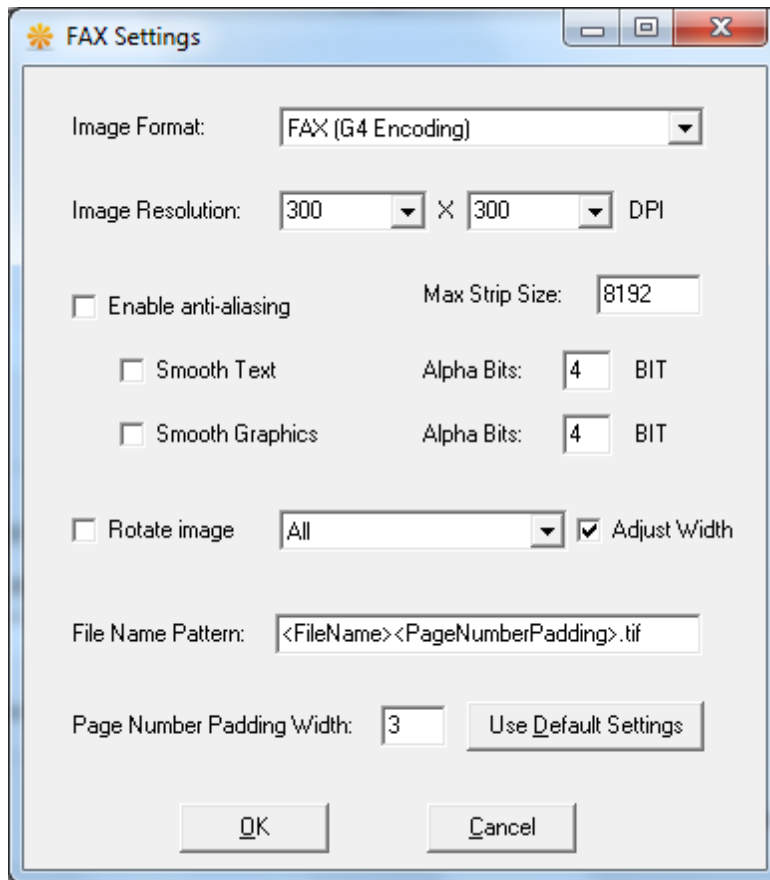 FAX Settings
Image Format: FAX (G4 Encoding)
Image Resolution: 300 X 300 DPI
Enable anti-aliasing Max Strip Size: 8192
Smooth Text Alpha Bits: 4 BIT
Smooth Graphics Alpha Bits: 4 BIT
Rotate image All Adjust Width
File Name Pattern: <FileName><PageNumberPadding>.tif
Page Number Padding Width: 3 Use Default Settings
OK Cancel